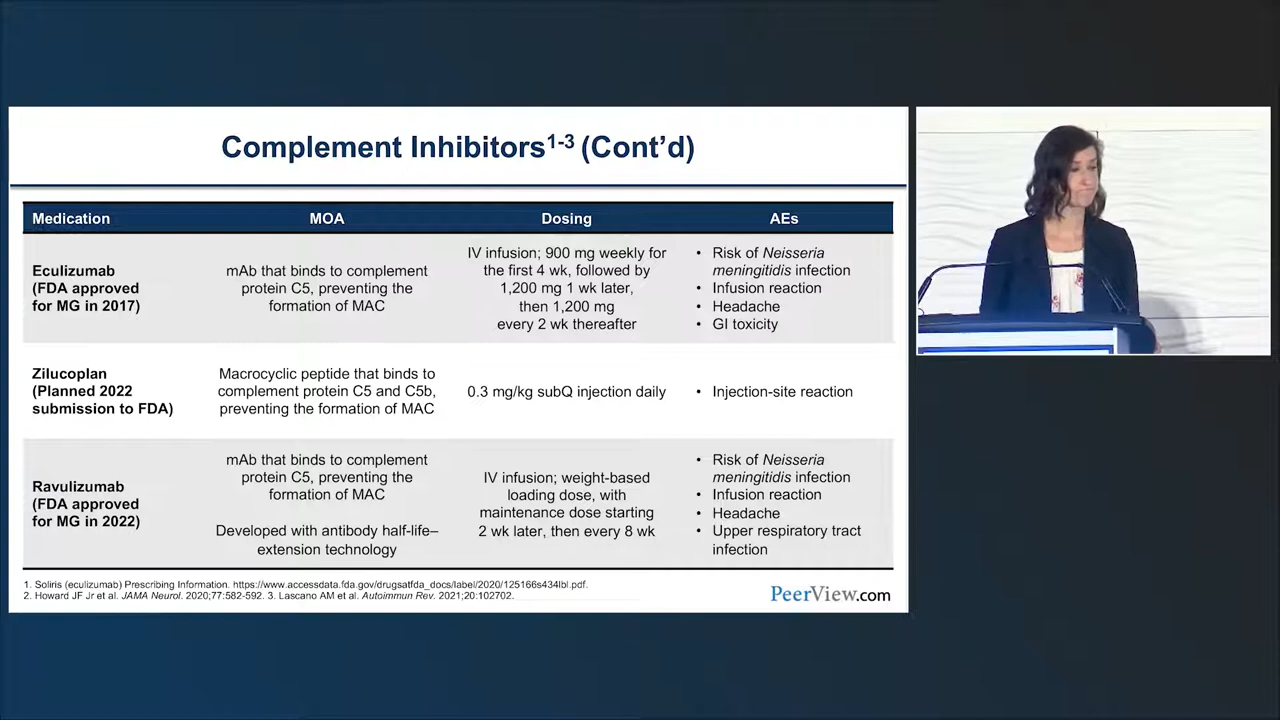 Complement Inhibitors1-3 (Cont’d)
Medication MOA Dosing AEs
Eculizumab
(FDA approved
for MG in 2017)
mAb that binds to complement
protein C5, preventing the
formation of MAC
IV infusion; 900 mg weekly for
the first 4 wk, followed by
1,200 mg 1 wk later,
then 1,200 mg
every 2 wk thereafter
• Risk of Neisseria
meningitidis infection
• Infusion reaction
• Headache
• GI toxicity
Zilucoplan
(Planned 2022
submission to FDA)
Macrocyclic peptide that binds to
complement protein C5 and C5b,
preventing the formation of MAC
0.3 mg/kg subQ injection daily
• Injection-site reaction
Ravulizumab
(FDA approved
for MG in 2022)
mAb that binds to complement
protein C5, preventing the
formation of MAC
Developed with antibody half-life–
extension technology
IV infusion; weight-based
loading dose, with
maintenance dose starting
2 wk later, then every 8 wk
• Risk of Neisseria
meningitidis infection
• Infusion reaction
• Headache
• Upper respiratory tract
infection
1. Soliris (eculizumab) Prescribing Information. https://www.accessdata.fda.gov/drugsatfda_docs/label/2020/125166s434lbl.pdf.
2. Howard JF Jr et al. JAMA Neurol. 2020;77:582-592. 3. Lascano AM et al. Autoimmun Rev. 2021;20:102702.
PeerView.com